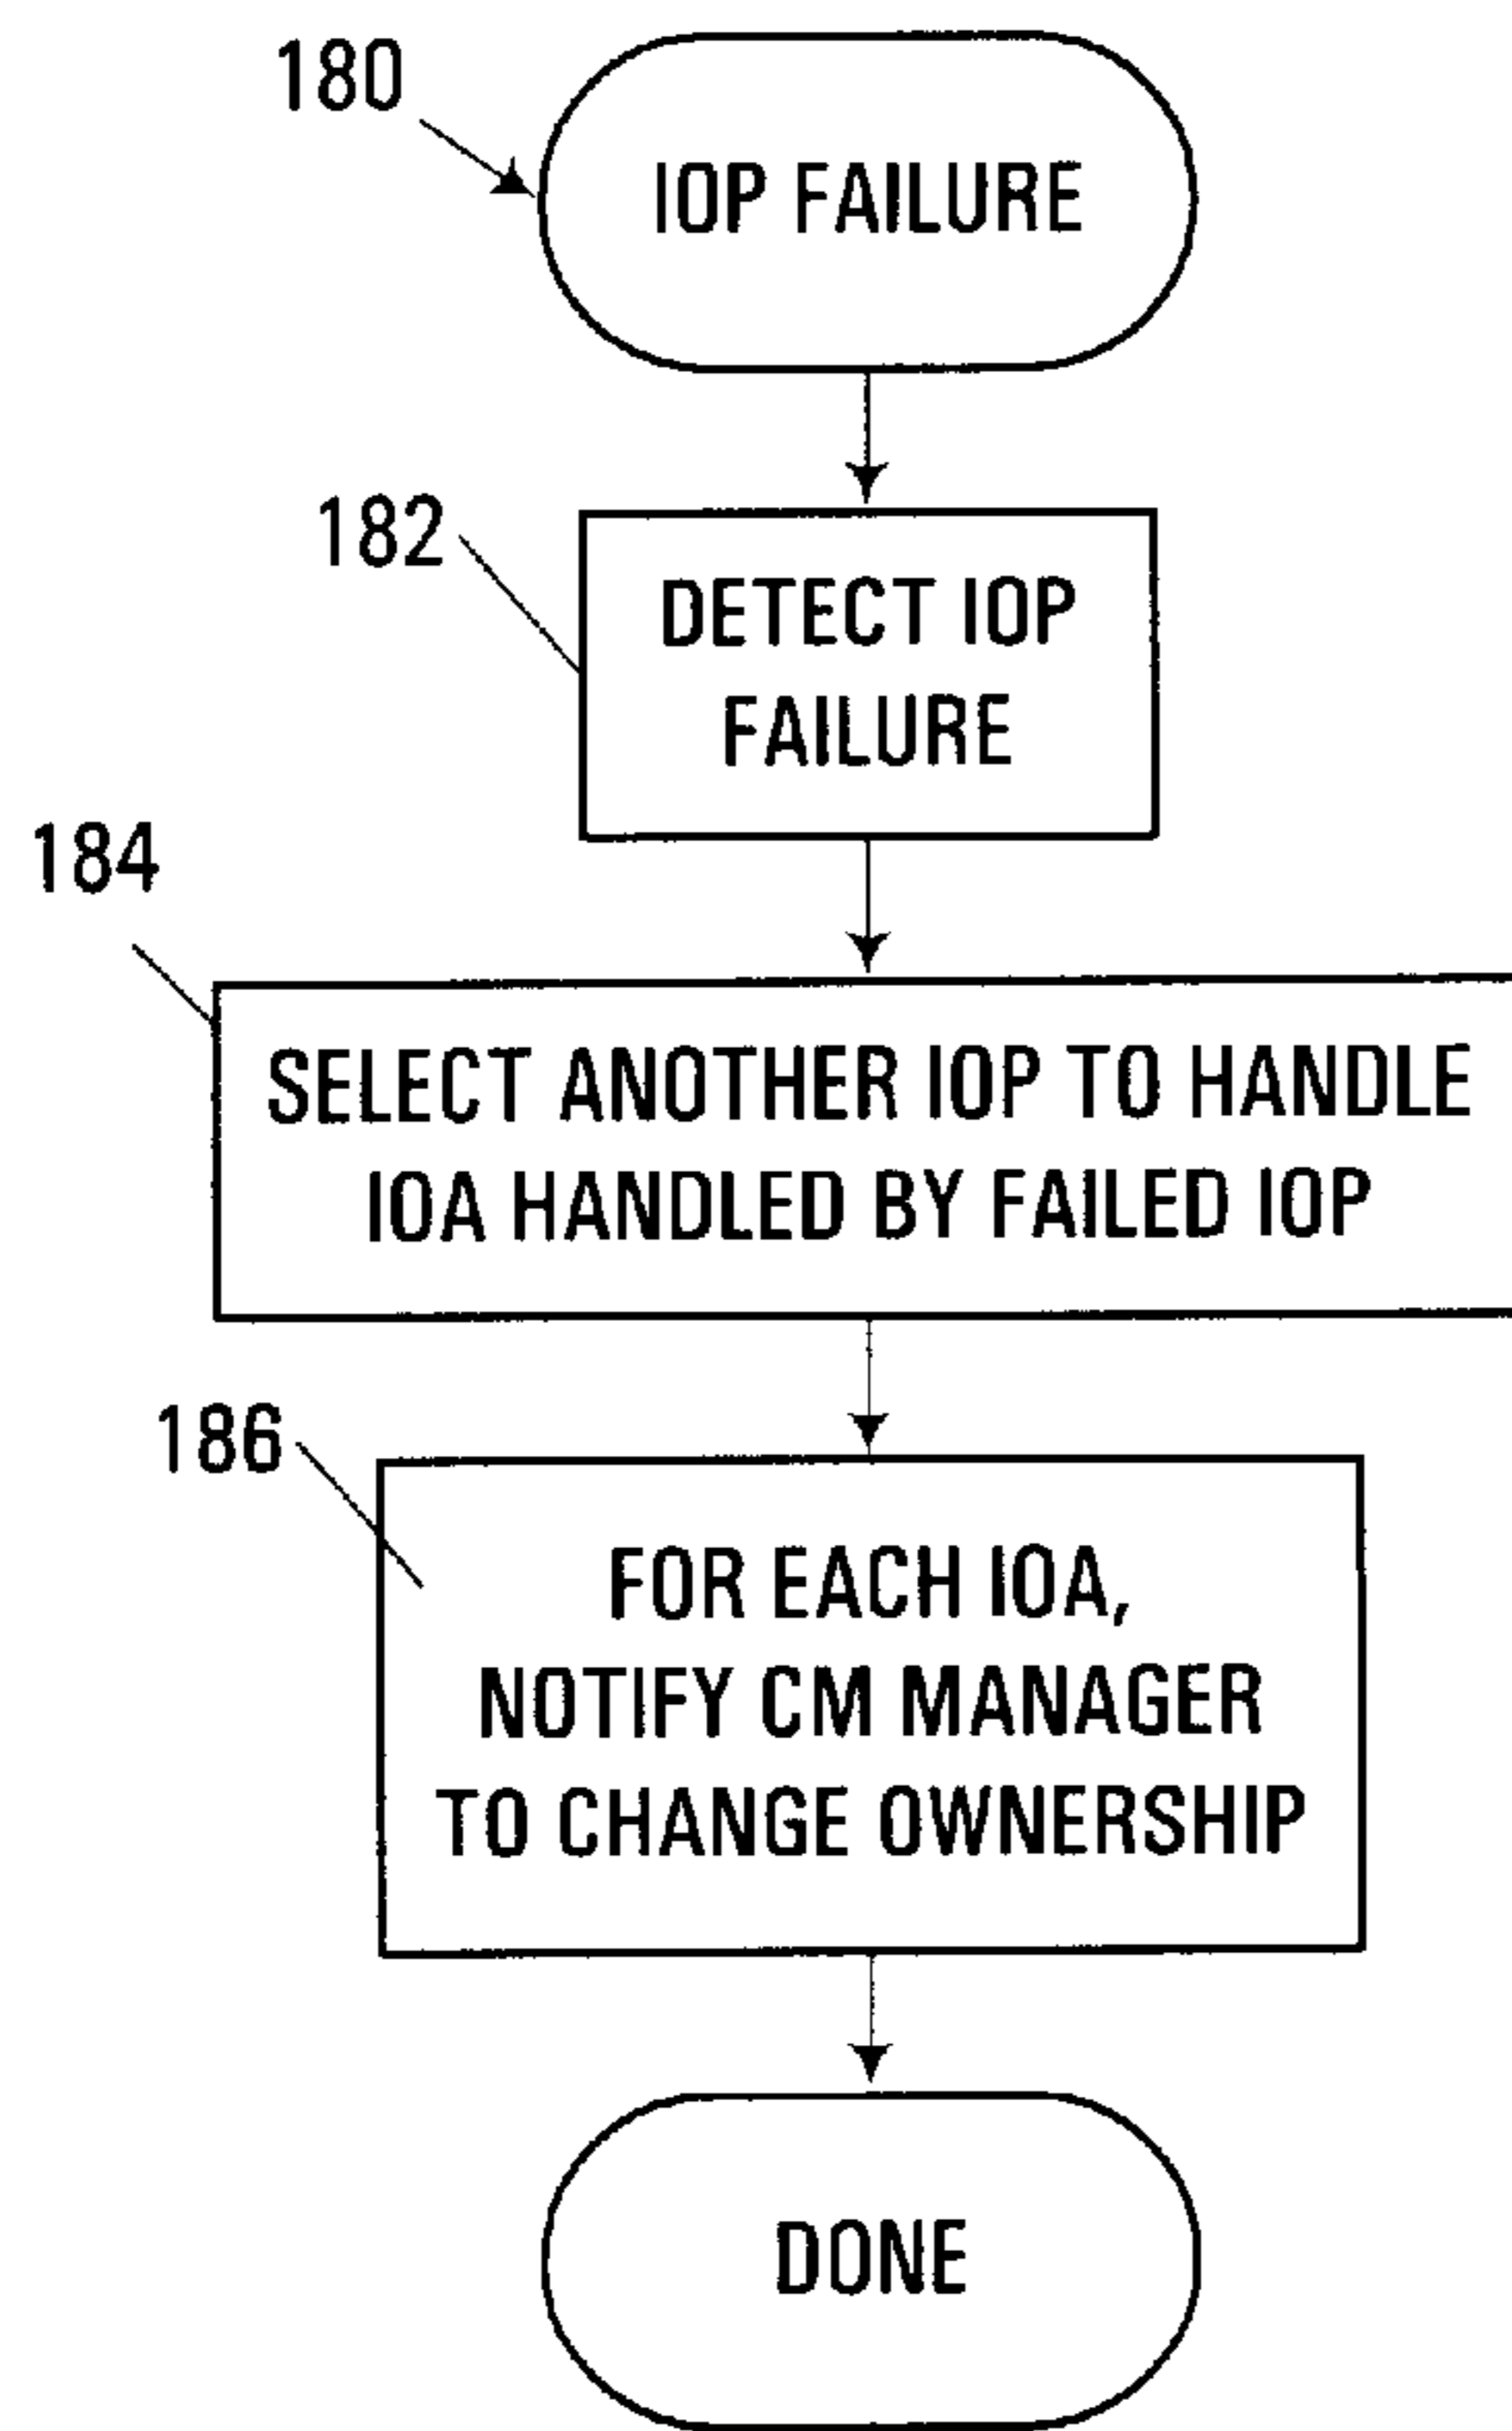 180
IOP FAILURE
182
DETECT IOP
FAILURE
184
SELECT ANOTHER IOP TO HANDLE
IOA HANDLED BY FAILED IOP
186
FOR EACH IOA,
NOTIFY CM MANAGER
TO CHANGE OWNERSHIP
DONE